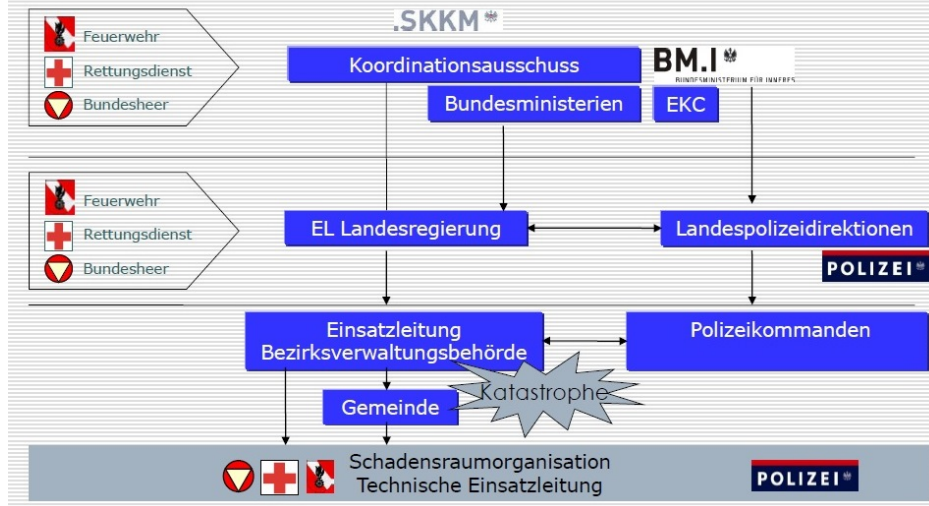 .SKKM
Feuerwehr
Rettungsdienst
Bundesheer
Koordinationsausschuss
BM.I
BUNDESMINISTERIUM FÜR INNERES
Bundesministerien
EKC
Feuerwehr
Rettungsdienst
Bundesheer
EL Landesregierung
Landespolizeidirektionen
POLIZEI
Einsatzleitung
Bezirksverwaltungsbehörde
Polizeikommanden
Katastrophe
Gemeinde
Schadensraumorganisation
Technische Einsatzleitung
POLIZEI